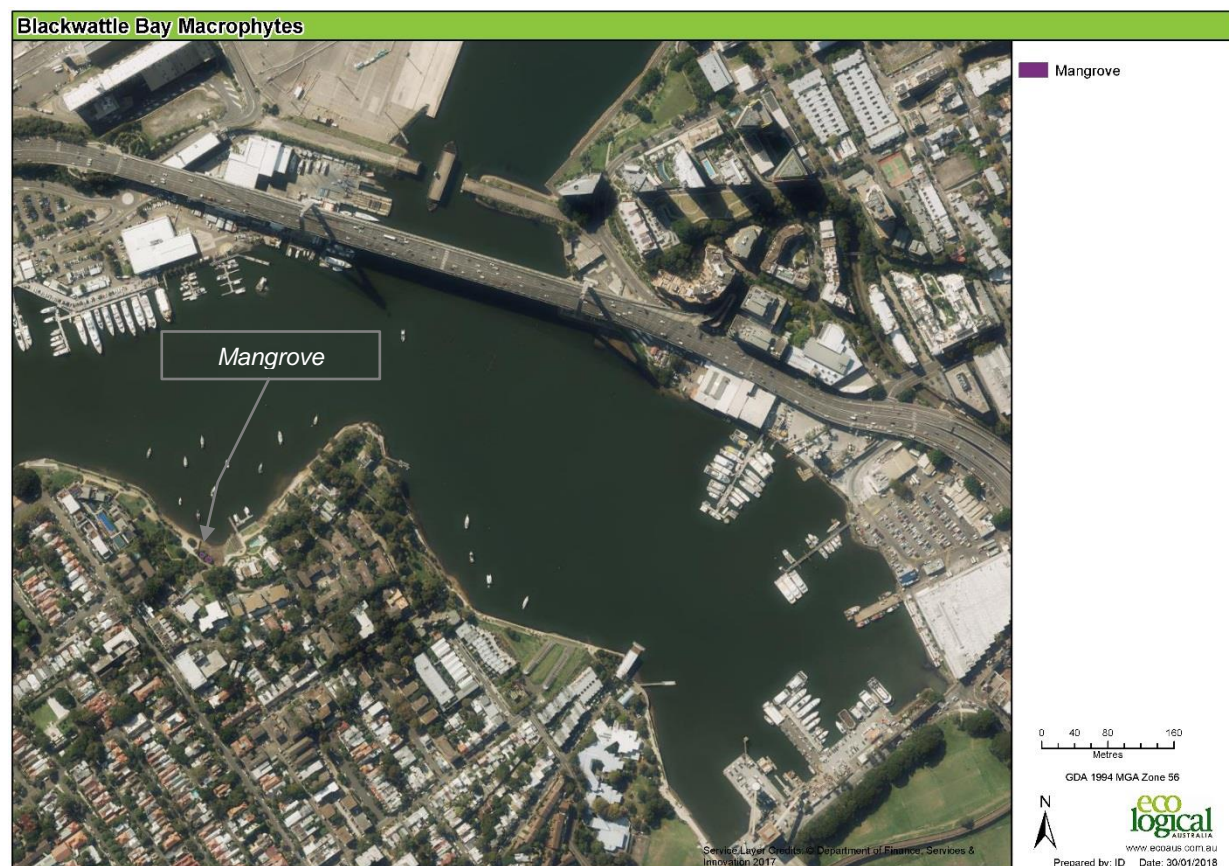 Blackwattle Bay Macrophytes
Mangrove
Mangrove
0 40 80 160
Metres
GDA 1994 MGA Zone 56
N
eco
logical
AUSTRALIA
www.ecoaus.com.au
Prepared by: ID Date: 30/01/2018
Service Layer Credits: © Department of Finance, Services &
Innovation 2017